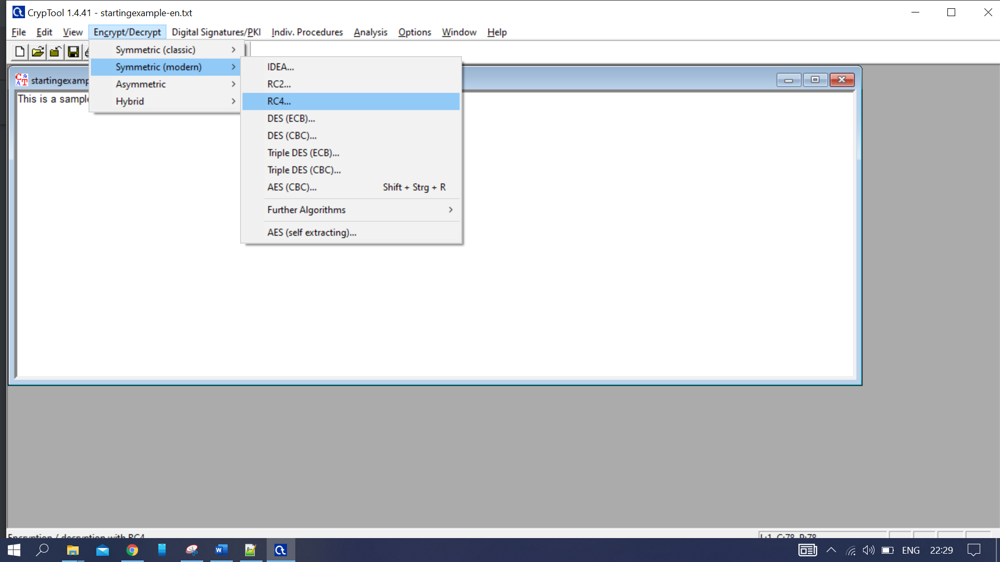 CrypTool 1.4.41 - startingexample-en.txt
File Edit View Encrypt/Decrypt Digital Signatures/PKI Indiv. Procedures Analysis Options Window Help
Symmetric (classic)
Symmetric (modern)
Asymmetric
Hybrid
IDEA...
RC2...
RC4...
DES (ECB)...
DES (CBC)...
Triple DES (ECB)...
Triple DES (CBC)...
AES (CBC)... Shift + Strg + R
Further Algorithms
AES (self extracting)...
startingexamp
This is a sample
Encryption / decryption with RC4
L:1 C:78 P:78
ENG 22:29